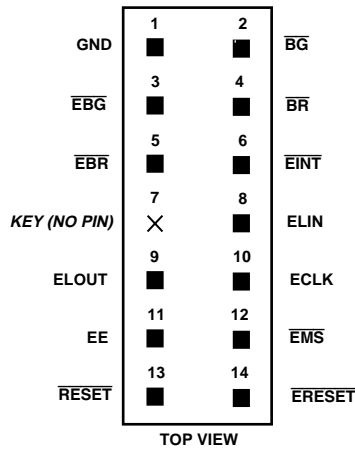 1 2
GND BG
3 4
EBG BR
5 6
EBR EINT
7 8
KEY (NO PIN) ELIN
9 10
ELOUT ECLK
11 12
EE EMS
13 14
RESET ERESET
TOP VIEW